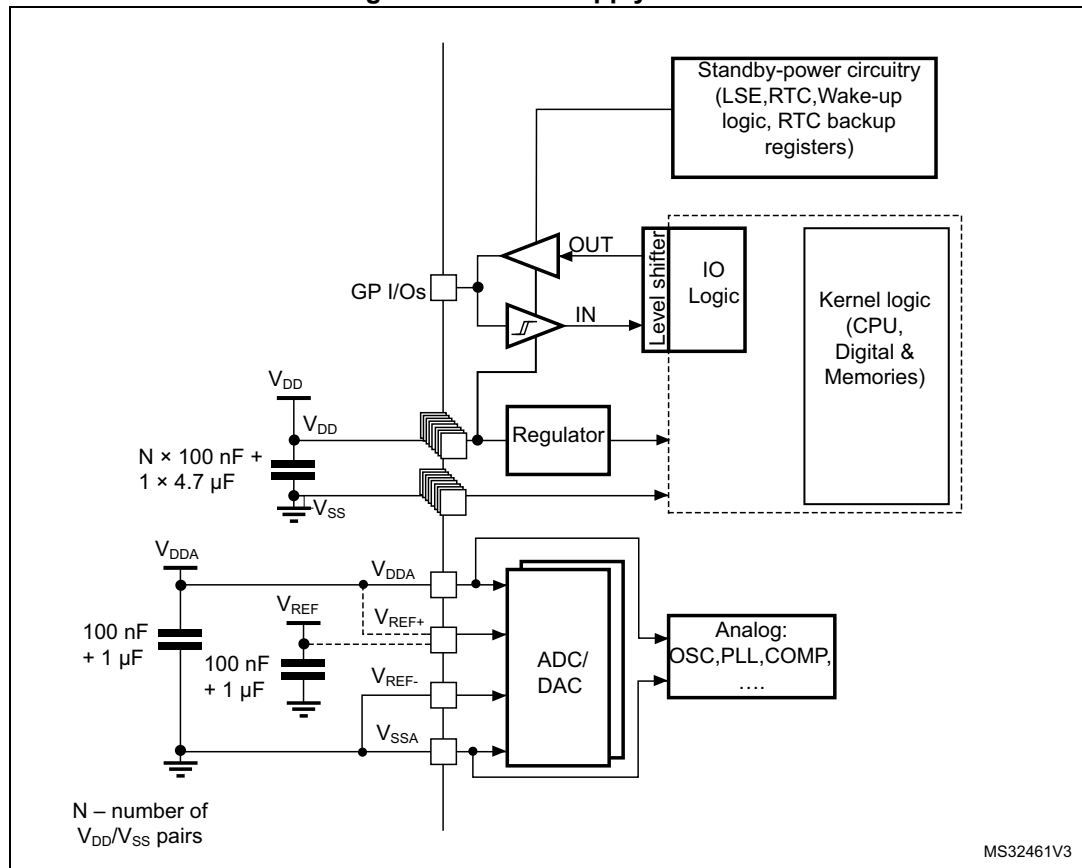 Standby-power circuitry
(LSE,RTC,Wake-up
logic, RTC backup
registers)
OUT
Level shifter
IO
Logic
GP I/Os
IN
Kernel logic
(CPU,
Digital &
Memories)
VDD
VDD
Regulator
N × 100 nF +
1 × 4.7 µF
VSS
VDDA
VDDA
VREF
VREF+
100 nF
+ 1 µF
100 nF
+ 1 µF
ADC/
DAC
Analog:
OSC,PLL,COMP,
….
VREF-
VSSA
N – number of
VDD/VSS pairs
MS32461V3